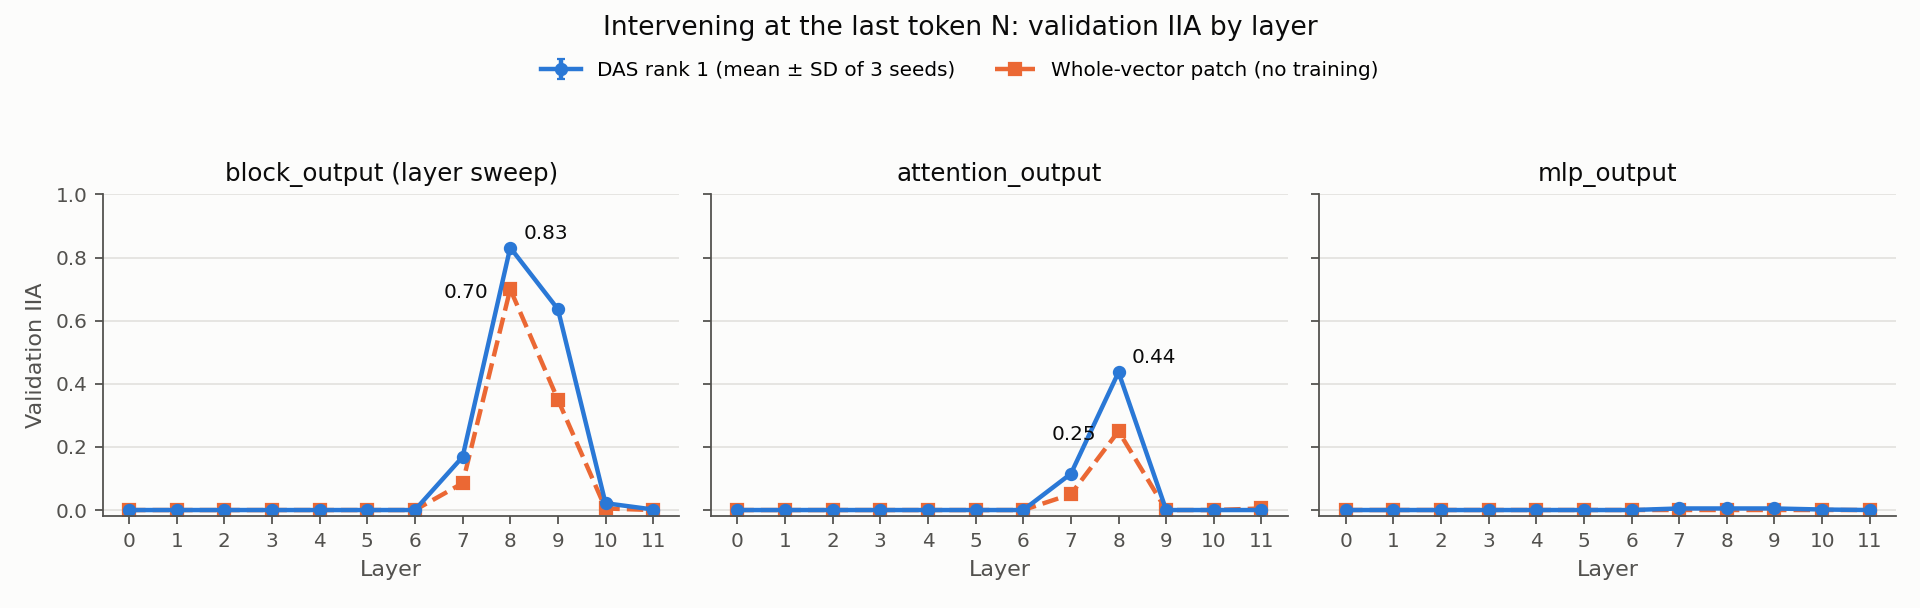 Intervening at the last token N: validation IIA by layer
DAS rank 1 (mean ± SD of 3 seeds)
Whole-vector patch (no training)
block_output (layer sweep)
Validation IIA
1.0
0.8
0.6
0.4
0.2
0.0
0.83
0.70
0 1 2 3 4 5 6 7 8 9 10 11
Layer
attention_output
0.44
0.25
0 1 2 3 4 5 6 7 8 9 10 11
Layer
mlp_output
0 1 2 3 4 5 6 7 8 9 10 11
Layer